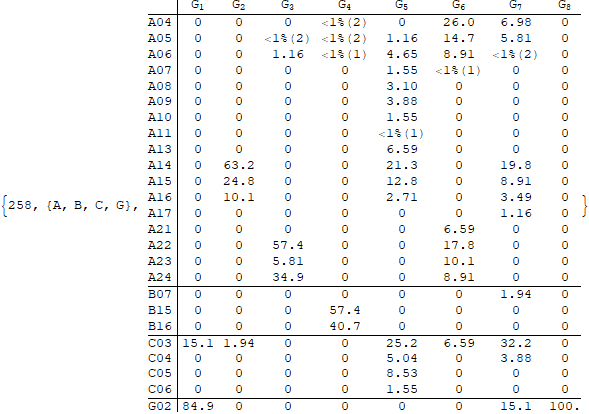 G1 G2 G3 G4 G5 G6 G7 G8
A04 0 0 0 <1%(2) 0 26.0 6.98 0
A05 0 0 <1%(2) <1%(2) 1.16 14.7 5.81 0
A06 0 0 1.16 <1%(1) 4.65 8.91 <1%(2) 0
A07 0 0 0 0 1.55 <1%(1) 0 0
A08 0 0 0 0 3.10 0 0 0
A09 0 0 0 0 3.88 0 0 0
A10 0 0 0 0 1.55 0 0 0
A11 0 0 0 0 <1%(1) 0 0 0
A13 0 0 0 0 6.59 0 0 0
A14 0 63.2 0 0 21.3 0 19.8 0
A15 0 24.8 0 0 12.8 0 8.91 0
{258, {A, B, C, G}, A16 0 10.1 0 0 2.71 0 3.49 0 }
A17 0 0 0 0 0 0 1.16 0
A21 0 0 0 0 0 6.59 0 0
A22 0 0 57.4 0 0 17.8 0 0
A23 0 0 5.81 0 0 10.1 0 0
A24 0 0 34.9 0 0 8.91 0 0
B07 0 0 0 0 0 0 1.94 0
B15 0 0 0 57.4 0 0 0 0
B16 0 0 0 40.7 0 0 0 0
C03 15.1 1.94 0 0 25.2 6.59 32.2 0
C04 0 0 0 0 5.04 0 3.88 0
C05 0 0 0 0 8.53 0 0 0
C06 0 0 0 0 1.55 0 0 0
G02 84.9 0 0 0 0 0 15.1 100.